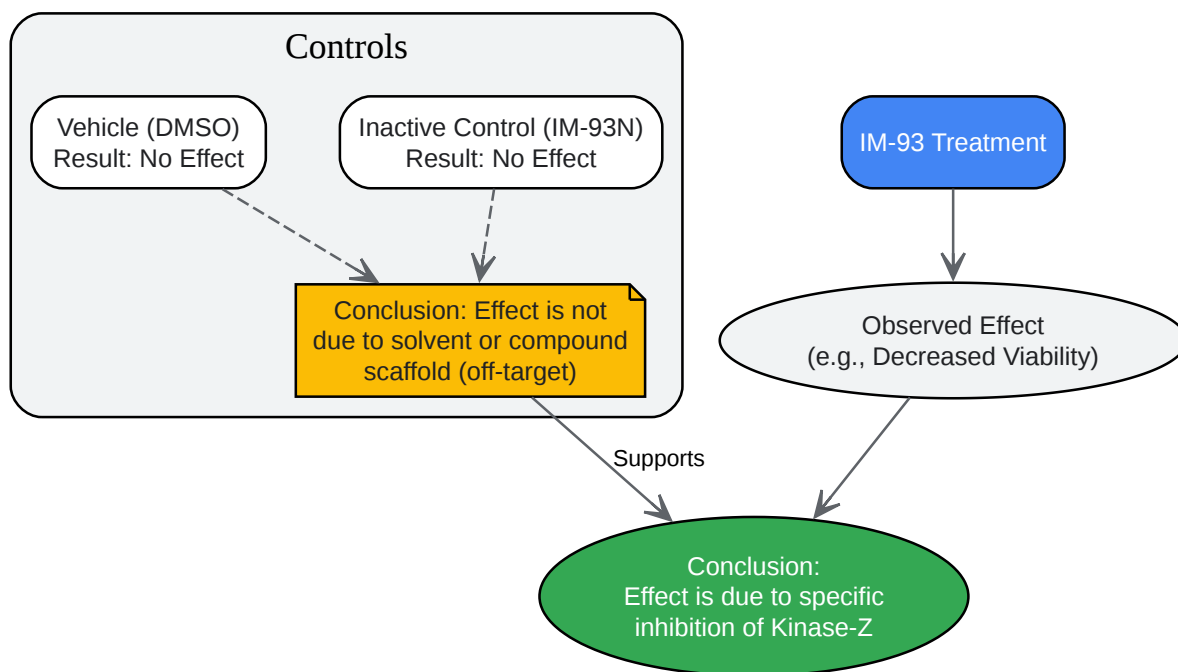 Controls
Vehicle (DMSO)
Result: No Effect
Inactive Control (IM-93N)
Result: No Effect
IM-93 Treatment
Conclusion: Effect is not
due to solvent or compound
scaffold (off-target)
Observed Effect
(e.g., Decreased Viability)
Supports
Conclusion:
Effect is due to specific
inhibition of Kinase-Z